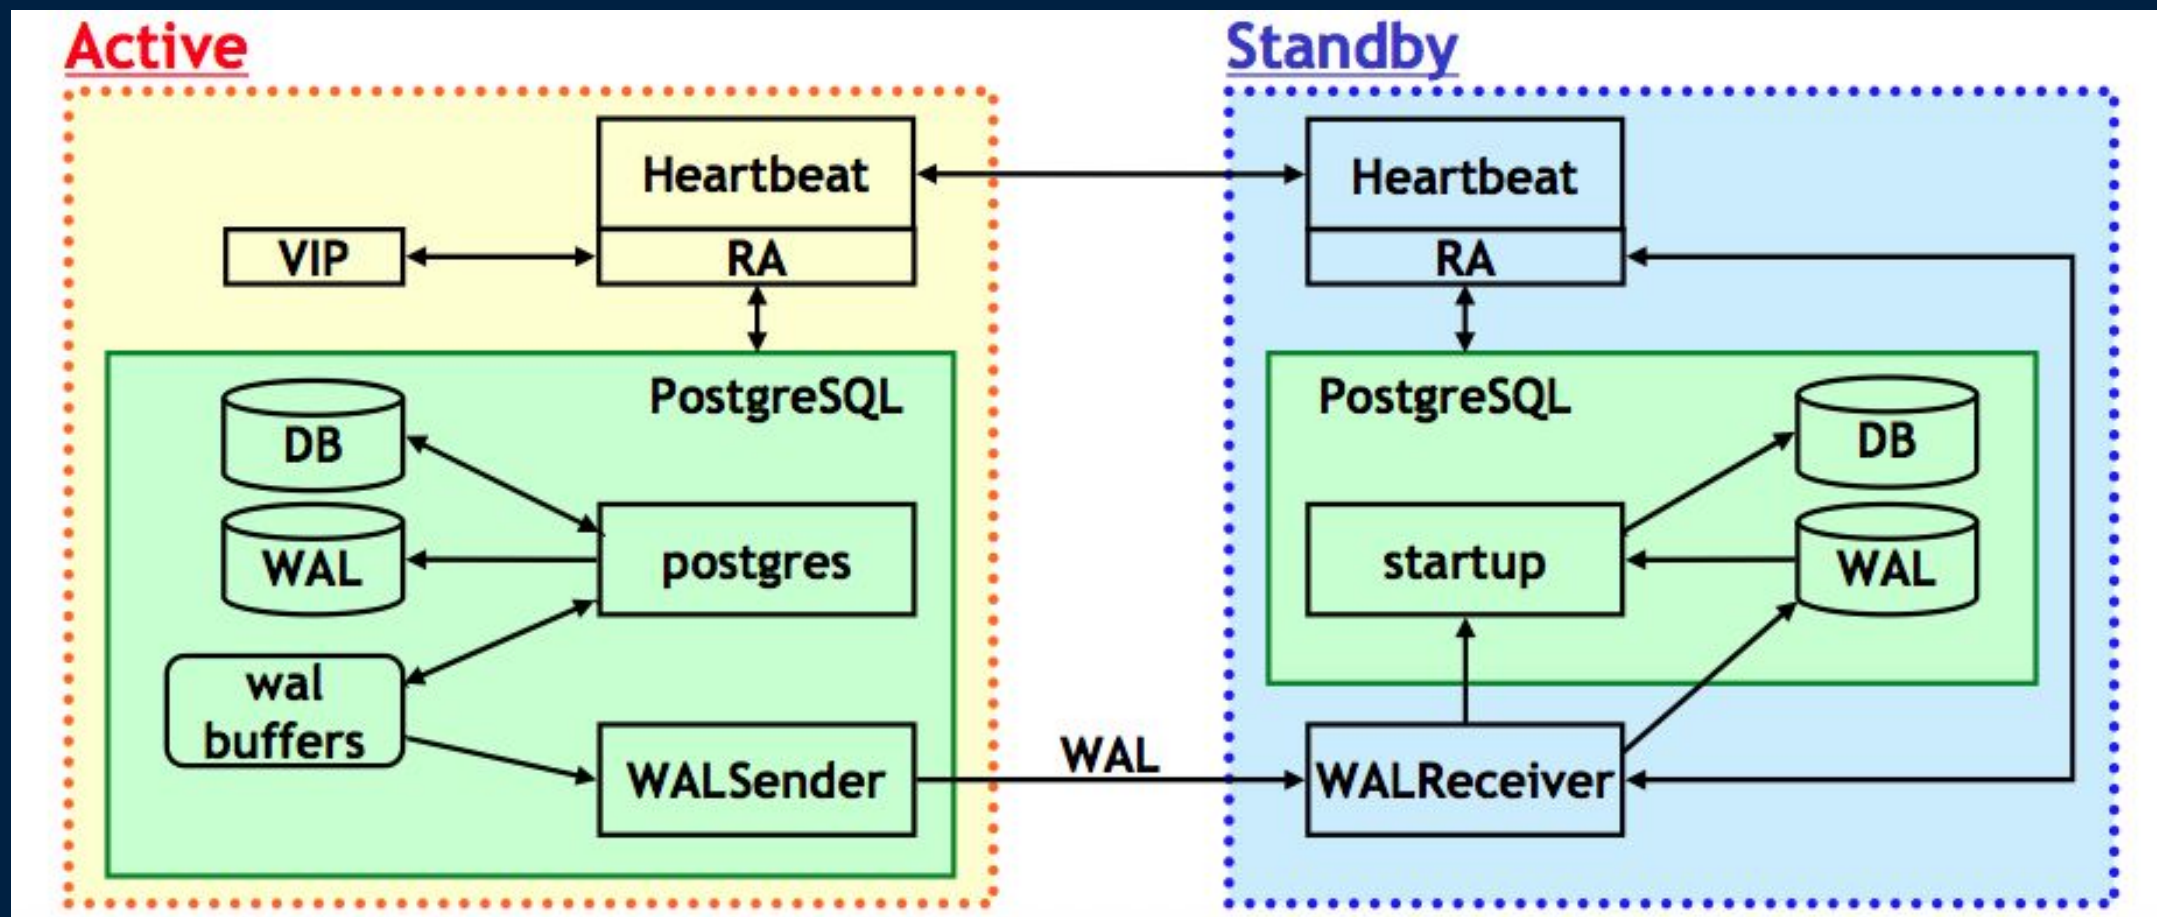 Active
Heartbeat
VIP
RA
PostgreSQL
DB
WAL
postgres
wal
buffers
WALSender
WAL
Standby
Heartbeat
RA
PostgreSQL
DB
startup
WAL
WALReceiver